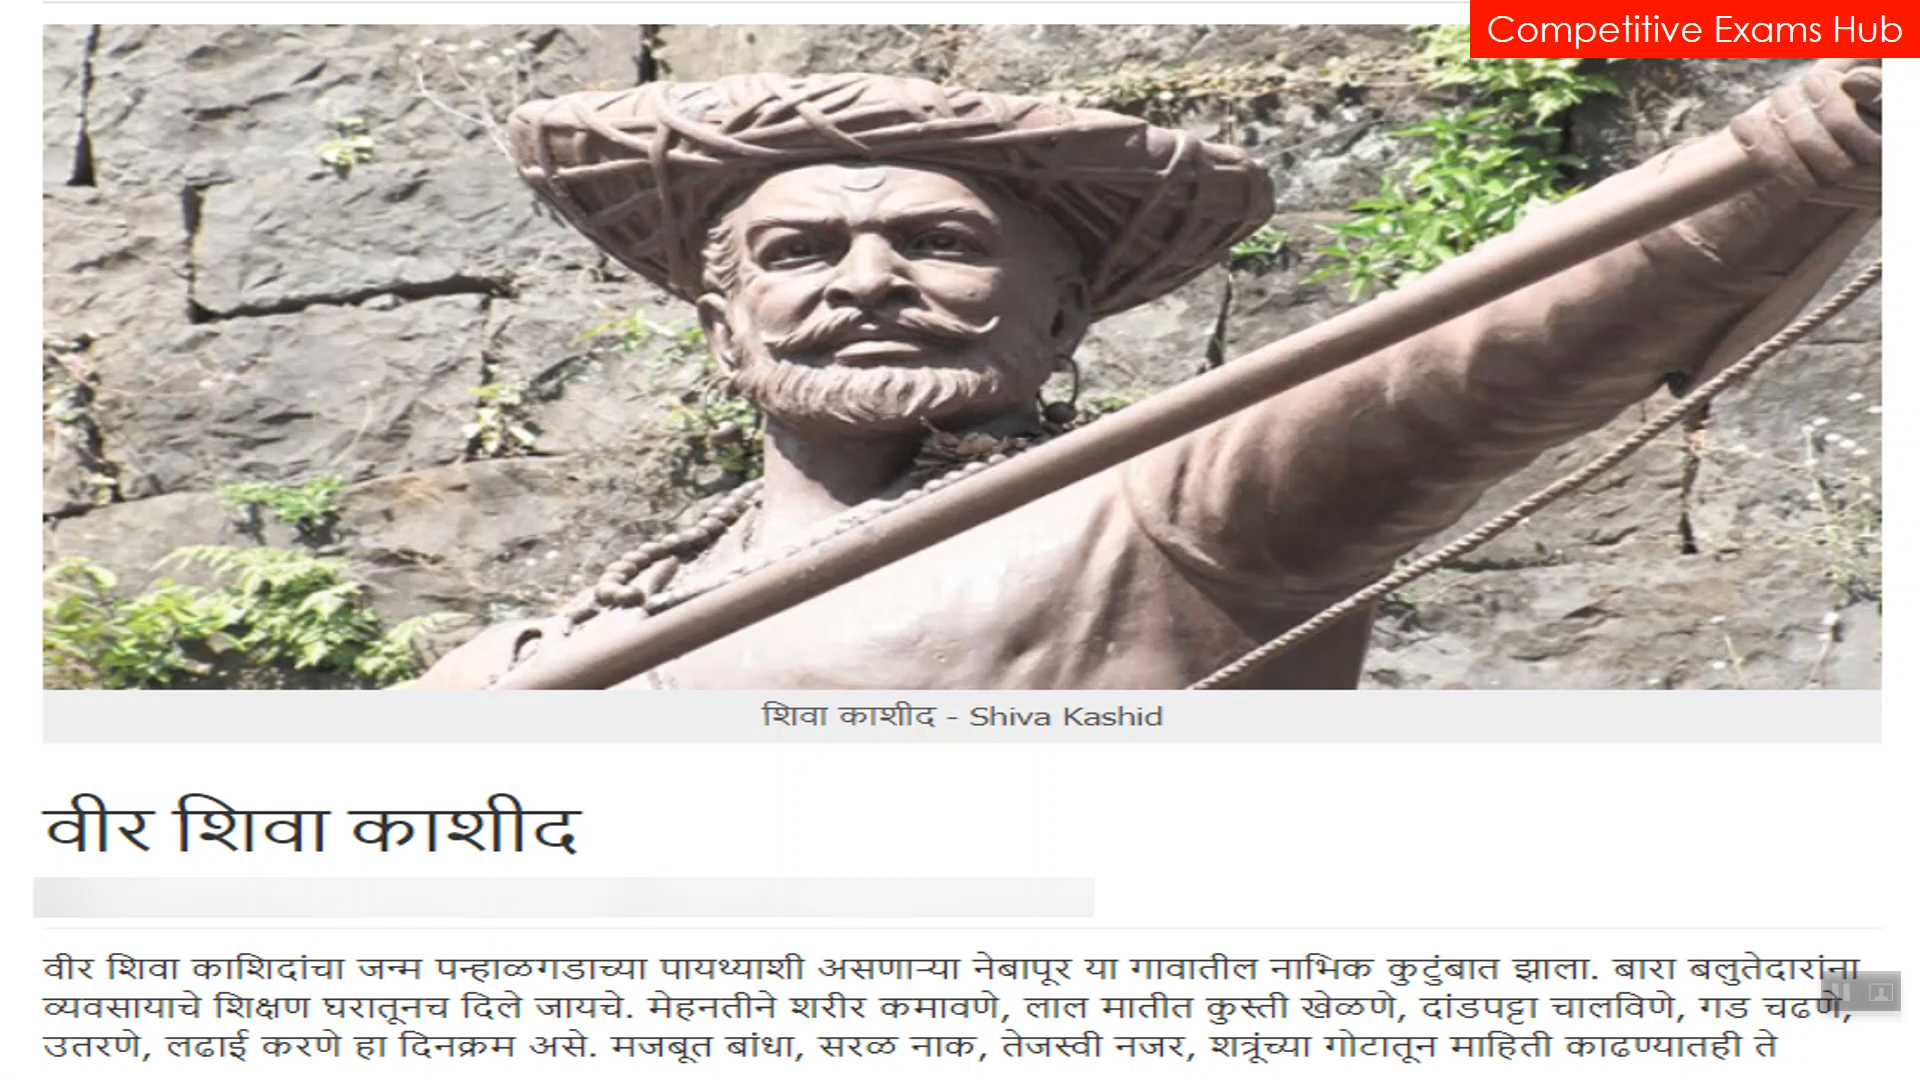 Competitive Exams Hub
शिवा काशीद - Shiva Kashid
वीर शिवा काशीद
वीर शिवा काशिदांचा जन्म पन्हाळगडाच्या पायथ्याशी असणाऱ्या नेबापूर या गावातील नाभिक कुटुंबात झाला. बारा बलुतेदारांना
व्यवसायाचे शिक्षण घरातूनच दिले जायचे. मेहनतीने शरीर कमावणे, लाल मातीत कुस्ती खेळणे, दांडपट्टा चालविणे, गड चढणे,
उतरणे, लढाई करणे हा दिनक्रम असे. मजबूत बांधा, सरळ नाक, तेजस्वी नजर, शत्रूंच्या गोटातून माहिती काढण्यातही ते